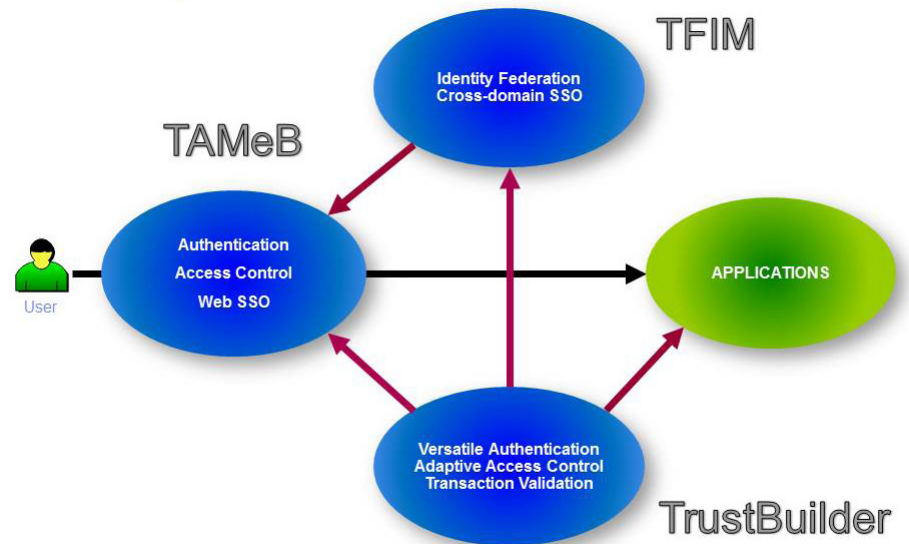 TFIM
Identity Federation
Cross-domain SSO
TAMeB
Authentication
Access Control
Web SSO
User
APPLICATIONS
Versatile Authentication
Adaptive Access Control
Transaction Validation
TrustBuilder